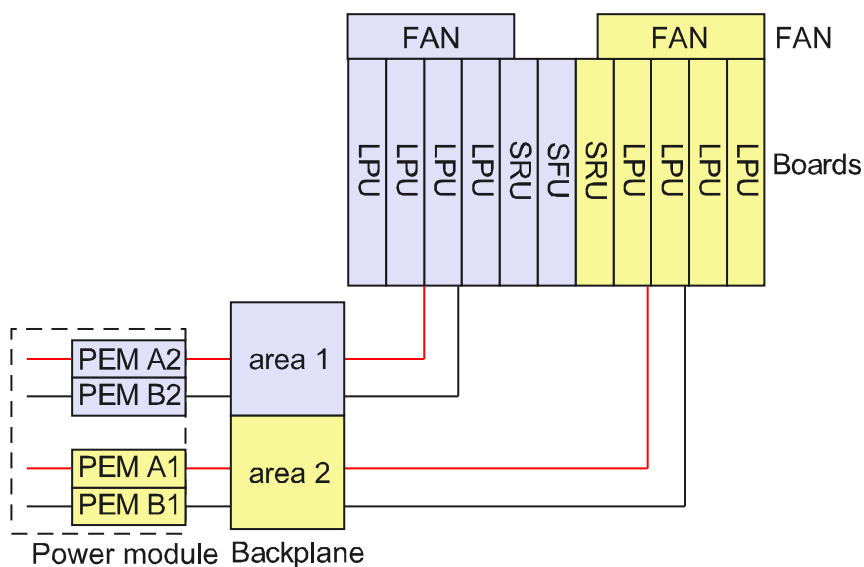 FAN FAN FAN
LPU LPU LPU LPU SRU SFU SRU LPU LPU LPU LPU
Boards
PEM A2
PEM B2
area 1
PEM A1
PEM B1
area 2
Power module Backplane